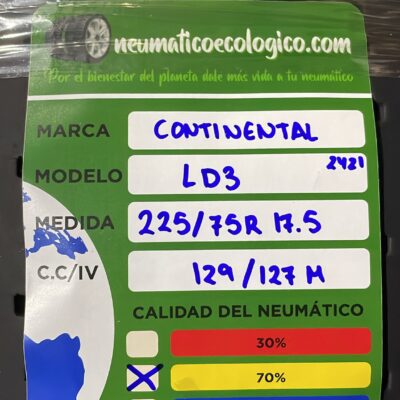 neumaticoecologico.com
Por el bienestar del planeta dale más vida a tu neumático
MARCA CONTINENTAL
MODELO LD3 2421
MEDIDA 225/75R 17.5
C.C/IV 129/127 M
CALIDAD DEL NEUMÁTICO
30%
70%